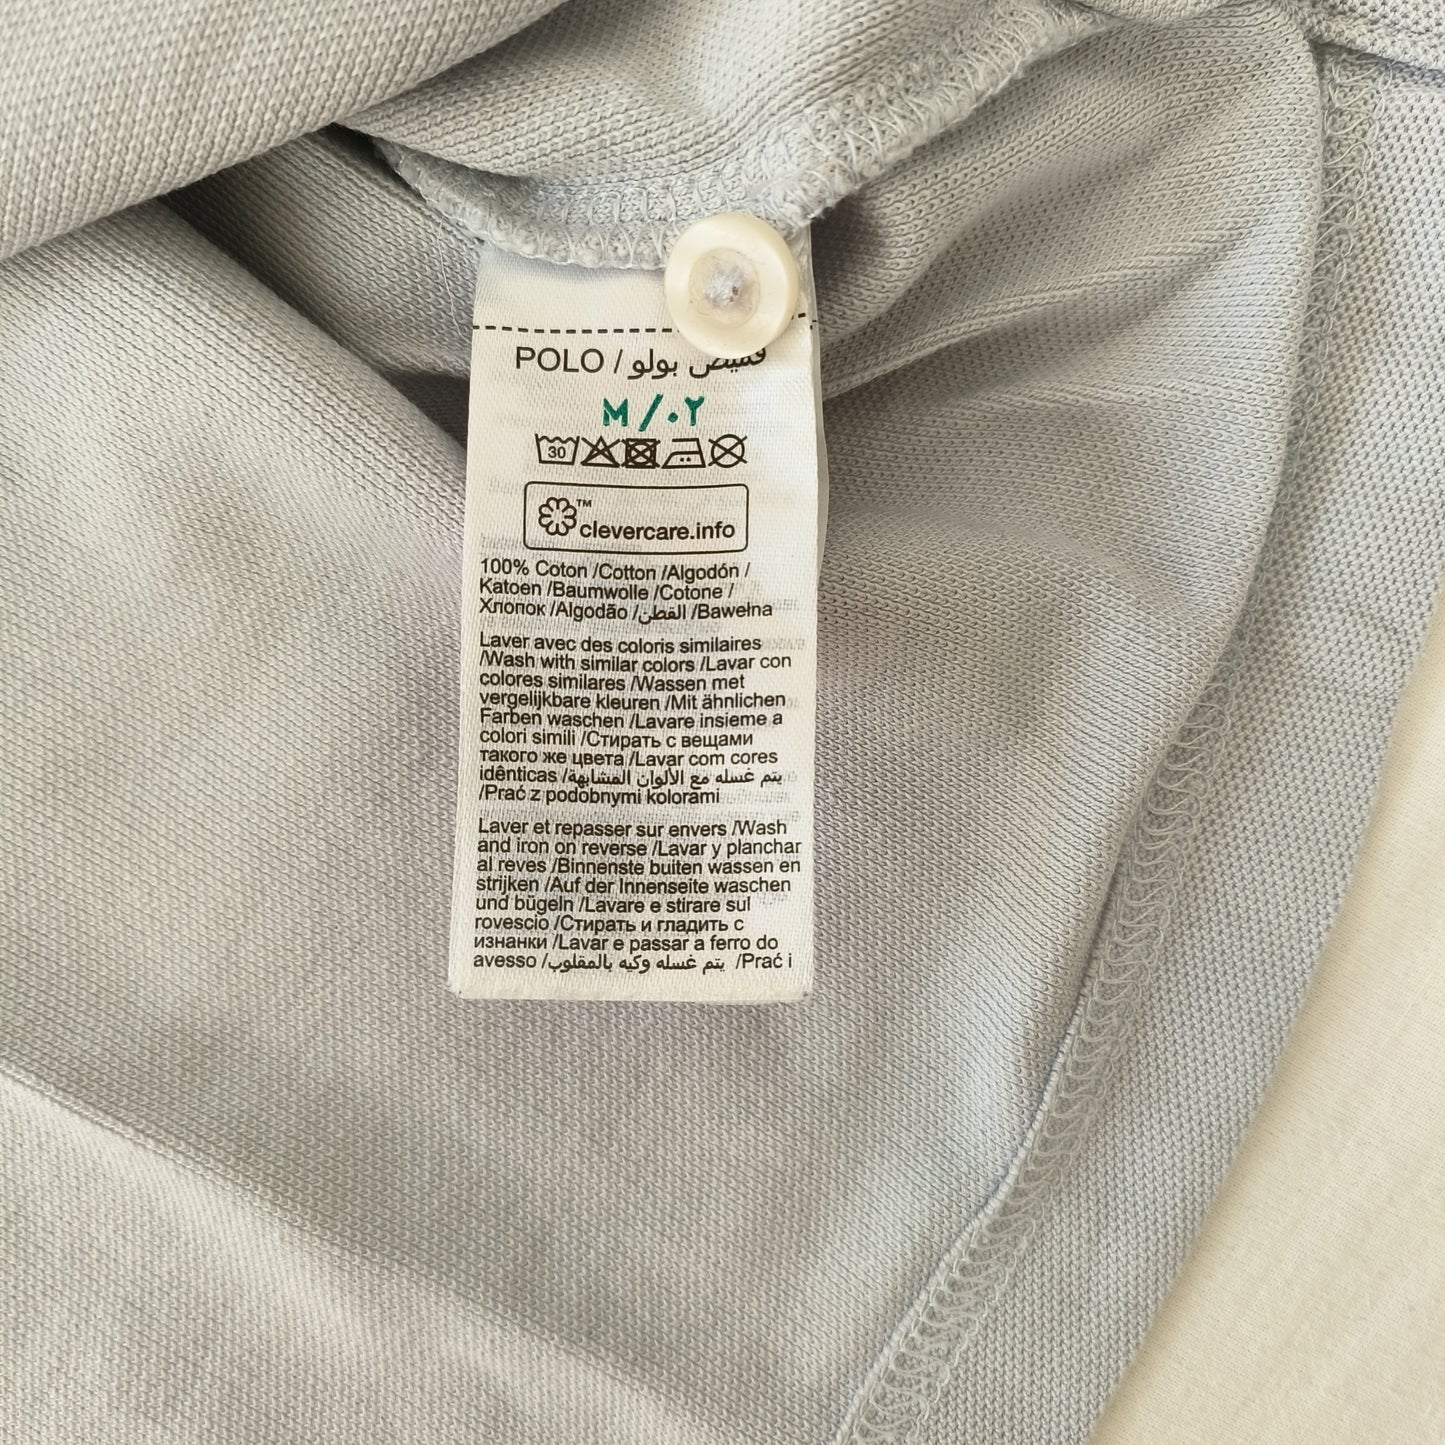 POLO / قميص بولو
M/٠٢
30
™
clevercare.info
100% Coton /Cotton /Algodón /
Katoen /Baumwolle /Cotone /
Хлопок /Algodão /القطن /Bawełna
Laver avec des coloris similaires
/Wash with similar colors /Lavar con
colores similares /Wassen met
vergelijkbare kleuren /Mit ähnlichen
Farben waschen /Lavare insieme a
colori simili /Стирать с вещами
такого же цвета /Lavar com cores
idênticas /يتم غسله مع الألوان المشابهة
/Prać z podobnymi kolorami
Laver et repasser sur envers /Wash
and iron on reverse /Lavar y planchar
al reves /Binnenste buiten wassen en
strijken /Auf der Innenseite waschen
und bügeln /Lavare e stirare sul
rovescio /Стирать и гладить с
изнанки /Lavar e passar a ferro do
avesso /يتم غسله وكيه بالمقلوب /Prać i